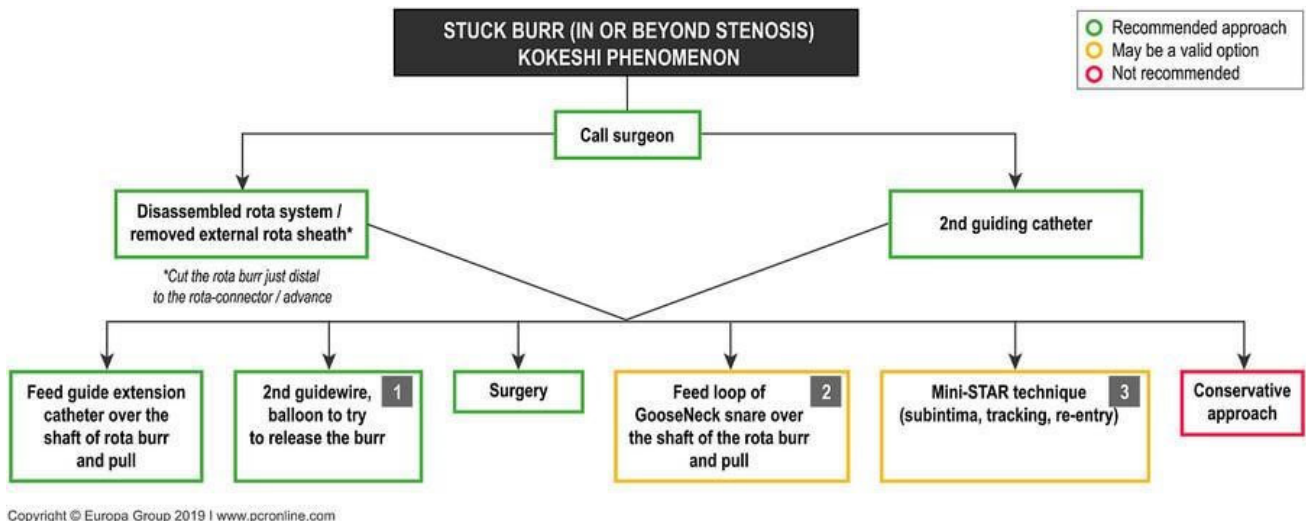 STUCK BURR (IN OR BEYOND STENOSIS)
KOKESHI PHENOMENON
Recommended approach
May be a valid option
Not recommended
Call surgeon
Disassembled rota system /
removed external rota sheath*
2nd guiding catheter
*Cut the rota burr just distal
to the rota-connector / advance
Feed guide extension
catheter over the
shaft of rota burr
and pull
2nd guidewire,
balloon to try
to release the burr
1
Surgery
Feed loop of
GooseNeck snare over
the shaft of the rota burr
and pull
2
Mini-STAR technique
(subintima, tracking, re-entry)
3
Conservative
approach
Copyright © Europa Group 2019 I www.pcronline.com